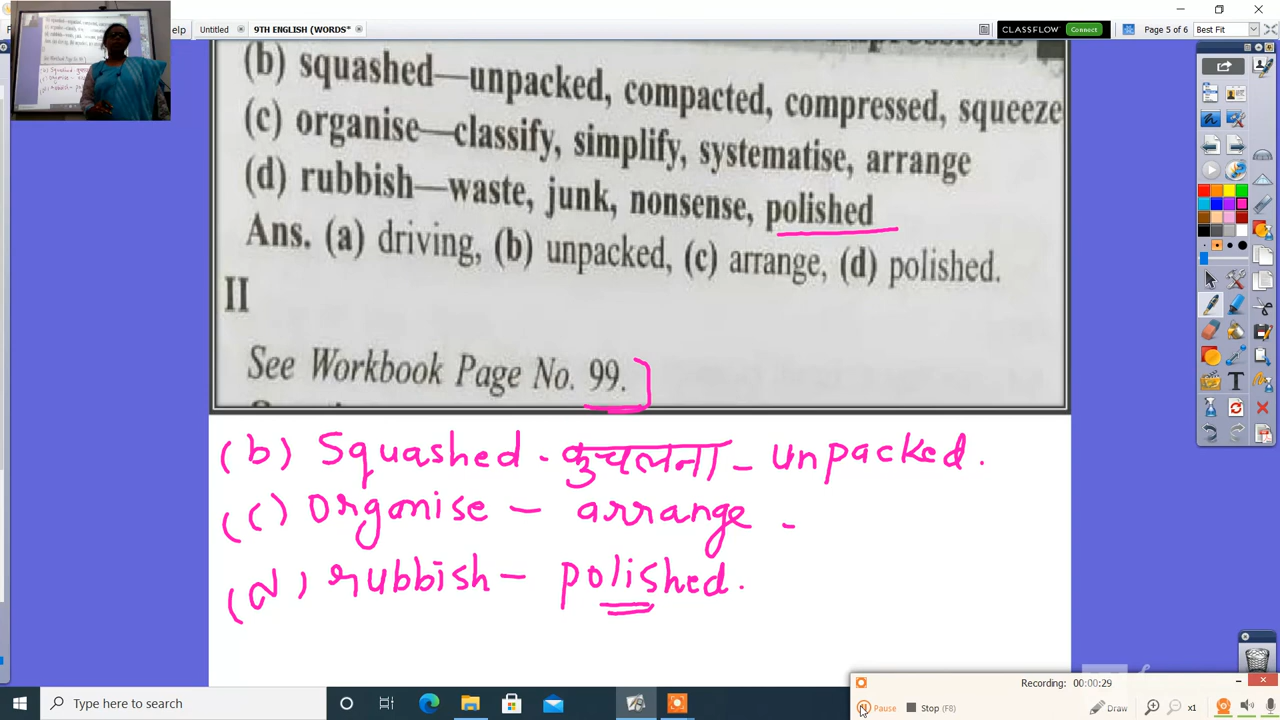 help
Untitled
9TH ENGLISH (WORDS*
CLASSFLOW
Connect
Page 5 of 6
Best Fit
(b) squashed—unpacked, compacted, compressed, squeeze
(c) organise—classify, simplify, systematise, arrange
(d) rubbish—waste, junk, nonsense, polished
Ans. (a) driving, (b) unpacked, (c) arrange, (d) polished.
II
See Workbook Page No. 99.
(b) Squashed - कुचलना - unpacked.
(c) Organise - arrange -
(d) rubbish - polished.
Recording: 00:00:29
Pause
Stop (F8)
Draw
x1
Type here to search